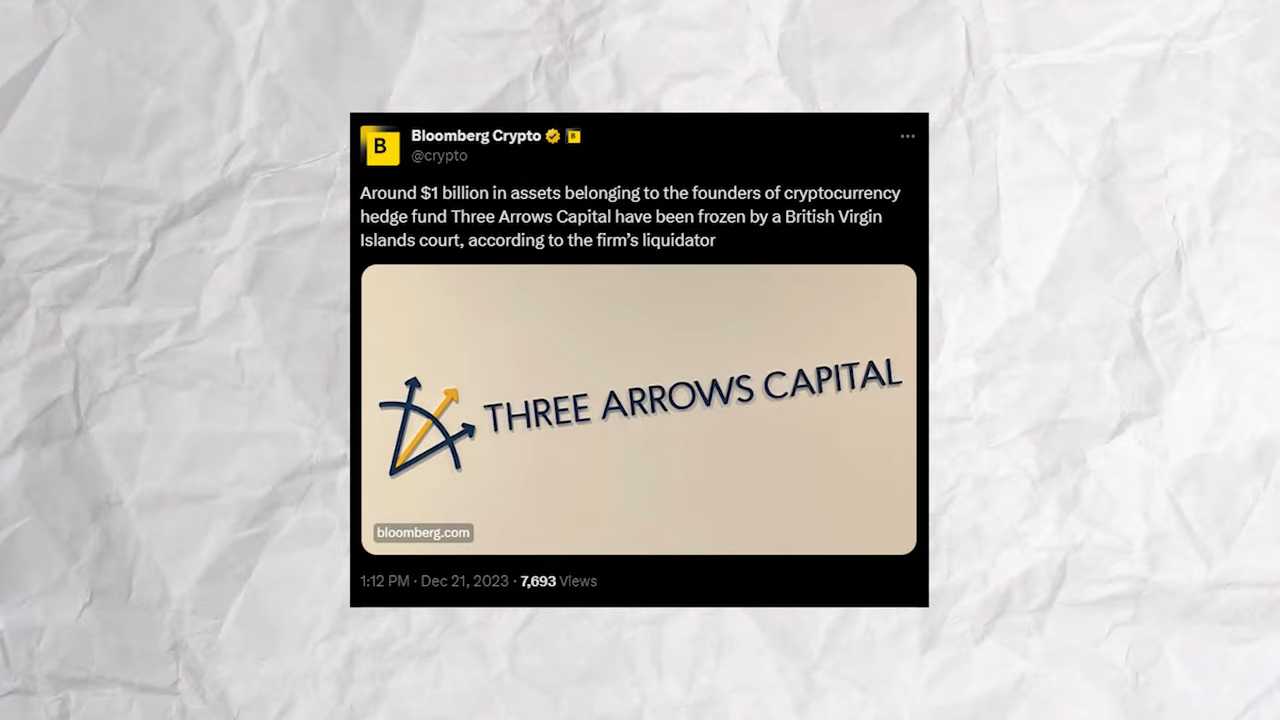 B
Bloomberg Crypto
B
@crypto
Around $1 billion in assets belonging to the founders of cryptocurrency
hedge fund Three Arrows Capital have been frozen by a British Virgin
Islands court, according to the firm’s liquidator
THREE ARROWS CAPITAL
bloomberg.com
1:12 PM · Dec 21, 2023 · 7,693 Views